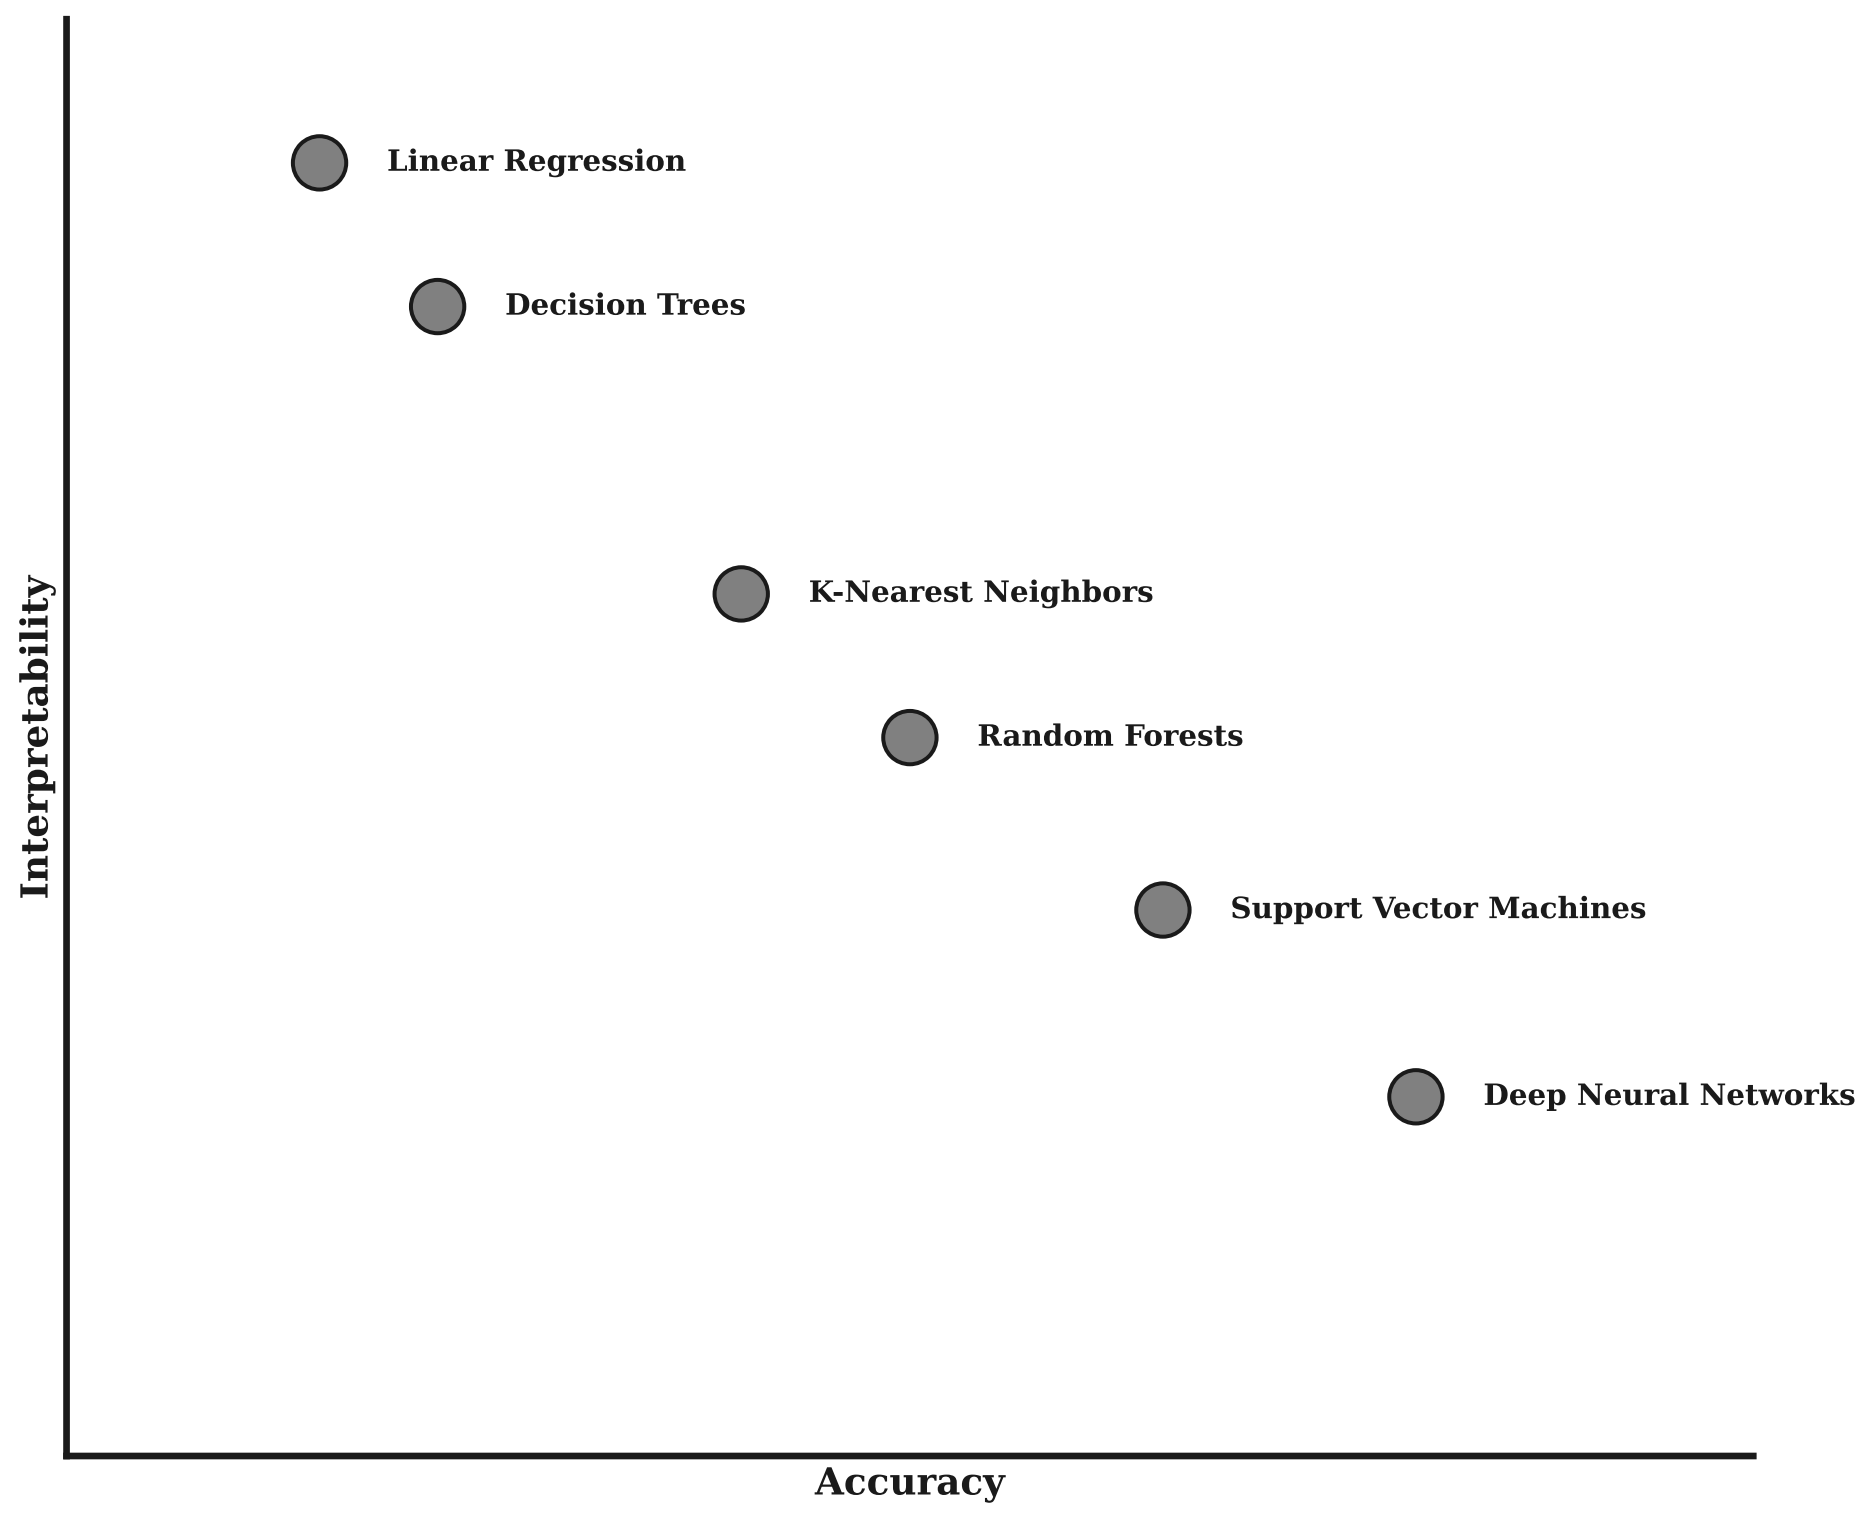 Linear Regression
Decision Trees
K-Nearest Neighbors
Random Forests
Support Vector Machines
Deep Neural Networks
Interpretability
Accuracy